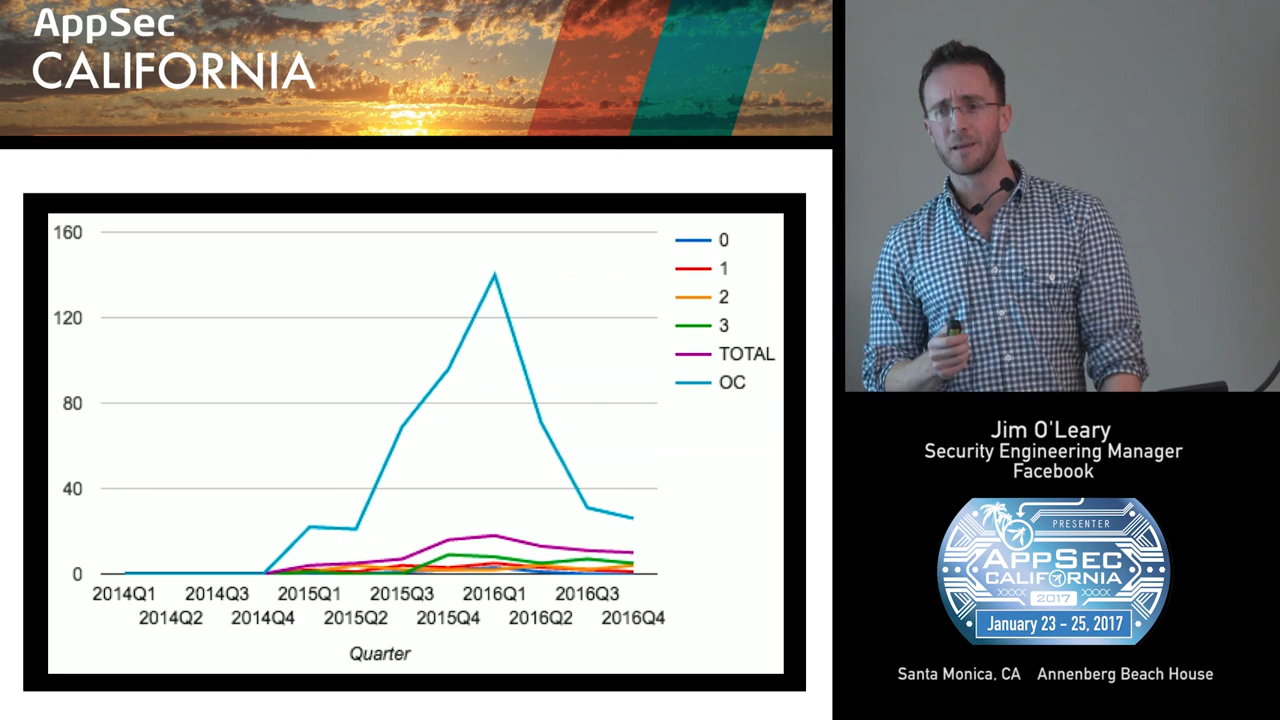 AppSec
CALIFORNIA
160
120
80
40
0
0
1
2
3
TOTAL
OC
2014Q1 2014Q3 2015Q1 2015Q3 2016Q1 2016Q3
2014Q2 2014Q4 2015Q2 2015Q4 2016Q2 2016Q4
Quarter
Jim O'Leary
Security Engineering Manager
Facebook
PRESENTER
APPSEC
CALIFORNIA
2017
January 23 - 25, 2017
Santa Monica, CA Annenberg Beach House